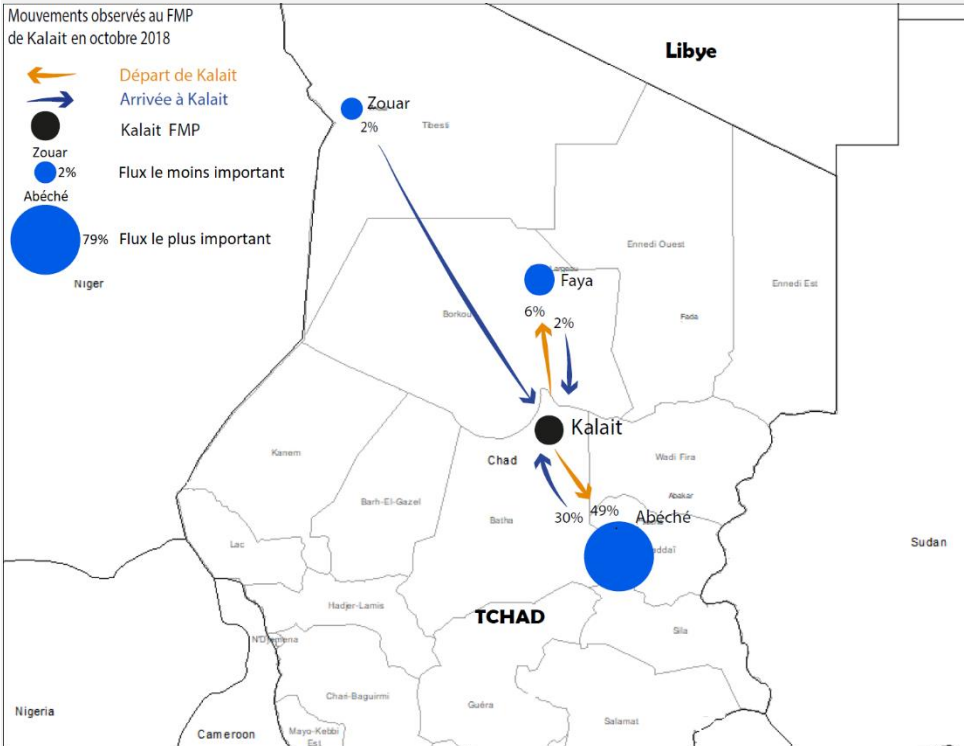 Mouvements observés au FMP
de Kalait en octobre 2018
Départ de Kalait
Arrivée à Kalait
Kalait FMP
Zouar
2%
Flux le moins important
Abéché
79%
Flux le plus important
Libye
Zouar
2%
Tibesti
Niger
Ennedi Ouest
Ennedi Est
Largeau
Faya
Borkou
6%
2%
Fada
Kalait
Kanem
Chad
Wadi Fira
Barh-El-Gazel
Abakar
Batha
30%
49%
Abéché
Lac
Sudan
Hadjer-Lamis
TCHAD
N'Djemena
Sila
Chari-Baguirmi
Guéra
Nigeria
Salamat
Cameroon
Mayo-Kebbi
Est